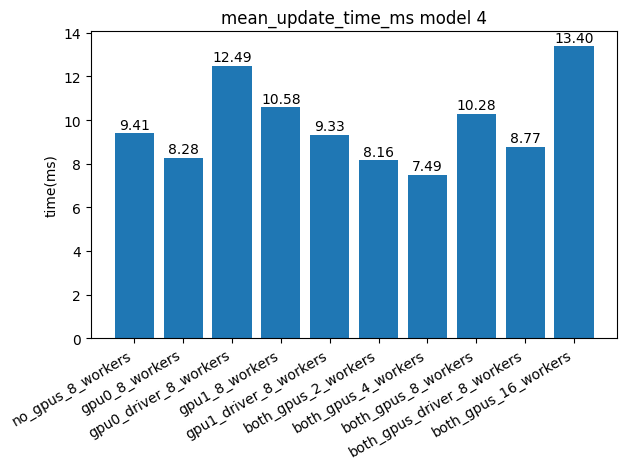 mean_update_time_ms model 4
time(ms)
14
12
10
8
6
4
2
0
9.41
8.28
12.49
10.58
9.33
8.16
7.49
10.28
8.77
13.40
no_gpus_8_workers
gpu0_8_workers
gpu0_driver_8_workers
gpu1_8_workers
gpu1_driver_8_workers
both_gpus_2_workers
both_gpus_4_workers
both_gpus_8_workers
both_gpus_driver_8_workers
both_gpus_16_workers